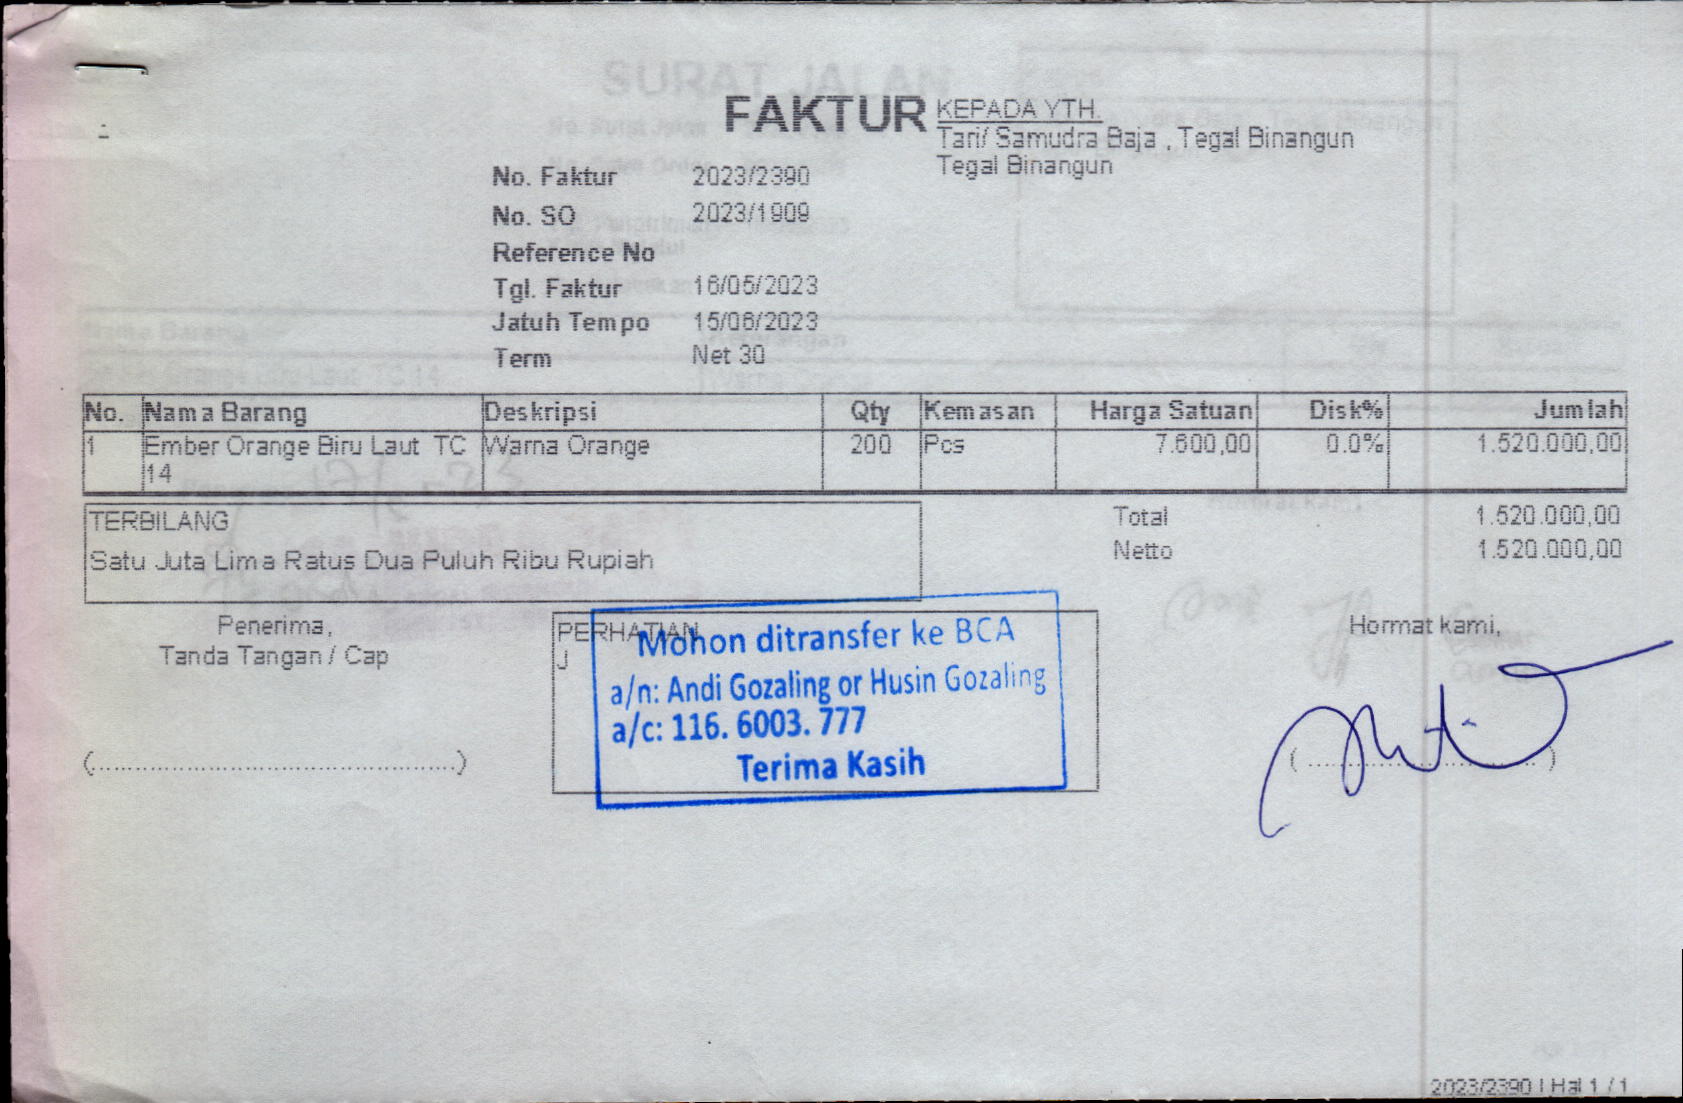 FAKTUR
KEPADA YTH.
Tari/ Samudra Baja , Tegal Binangun
Tegal Binangun
No. Faktur 2023/2390
No. SO 2023/1909
Reference No
Tgl. Faktur 16/05/2023
Jatuh Tempo 15/06/2023
Term Net 30
No. Nama Barang Deskripsi Qty Kemasan Harga Satuan Disk% Jumlah
1 Ember Orange Biru Laut TC Warna Orange 200 Pcs 7.600,00 0.0% 1.520.000,00
14
TERBILANG
Satu Juta Lima Ratus Dua Puluh Ribu Rupiah
Total 1.520.000,00
Netto 1.520.000,00
Penerima,
Tanda Tangan / Cap
PERHATIAN
J
Mohon ditransfer ke BCA
a/n: Andi Gozaling or Husin Gozaling
a/c: 116. 6003. 777
Terima Kasih
Hormat kami,
SURAT JALAN
2023/2390 | Hal 1 / 1